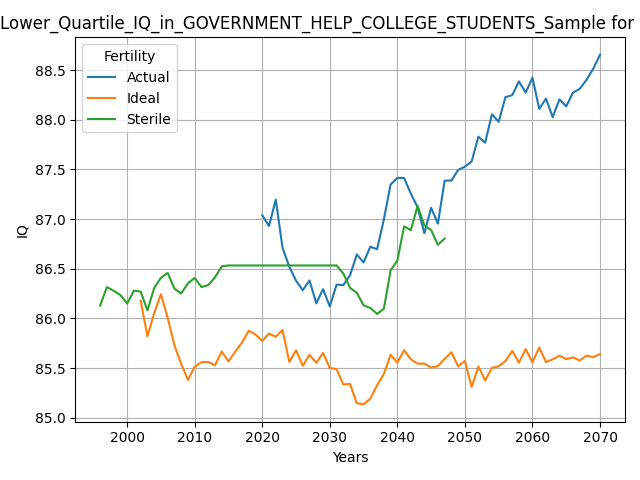 Lower_Quartile_IQ_in_GOVERNMENT_HELP_COLLEGE_STUDENTS_Sample for
Fertility
Actual
Ideal
Sterile
88.5
88.0
87.5
87.0
86.5
86.0
85.5
85.0
IQ
2000 2010 2020 2030 2040 2050 2060 2070
Years